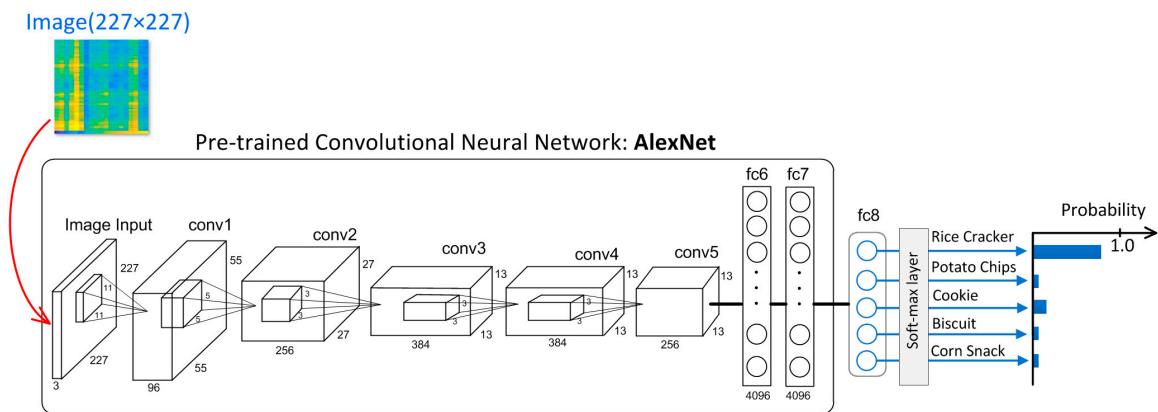 Image(227×227)
Pre-trained Convolutional Neural Network: AlexNet
Image Input
3
227
227
11
11
conv1
96
55
55
5
5
conv2
256
27
27
3
3
conv3
384
13
13
3
3
conv4
384
13
13
3
3
conv5
256
13
13
fc6
4096
fc7
4096
fc8
Soft-max layer
Rice Cracker
Potato Chips
Cookie
Biscuit
Corn Snack
Probability
1.0